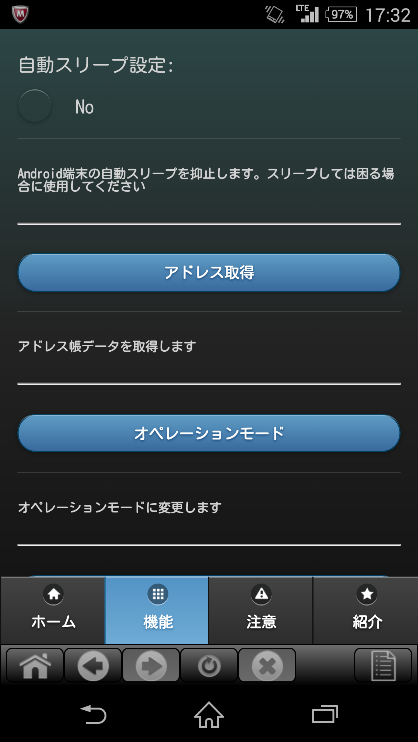 LTE 97% 17:32
自動スリープ設定:
No
Android端末の自動スリープを抑止します。スリープしては困る場
合に使用してください
アドレス取得
アドレス帳データを取得します
オペレーションモード
オペレーションモードに変更します
ホーム 機能 注意 紹介